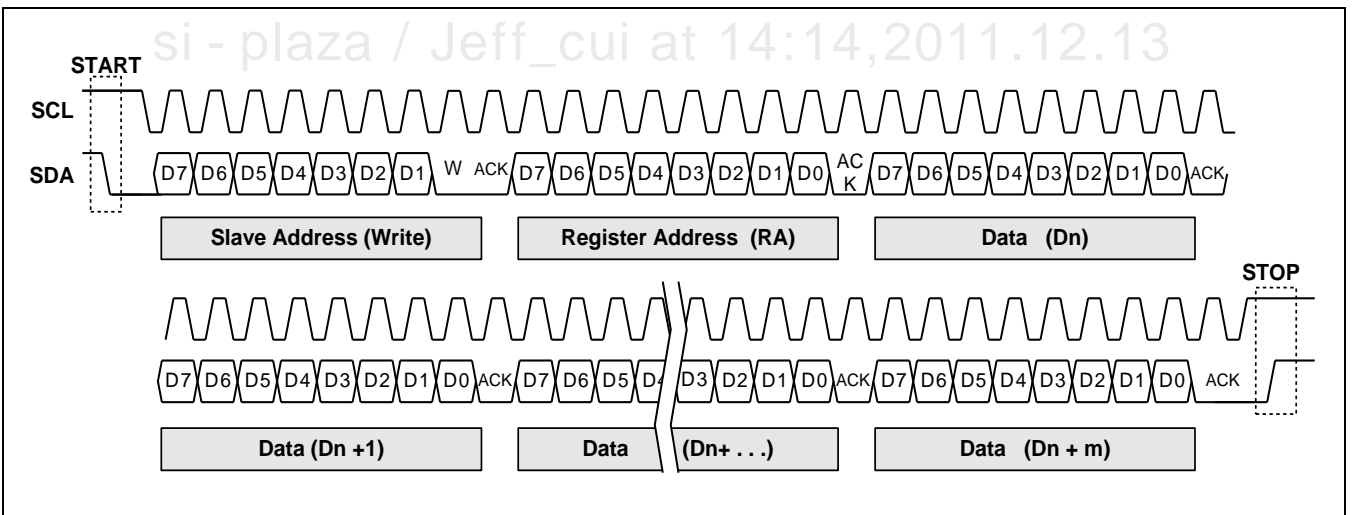 si - plaza / Jeff_cui at 14:14,2011.12.13
START
SCL
SDA
D7 D6 D5 D4 D3 D2 D1 W ACK D7 D6 D5 D4 D3 D2 D1 D0 AC K D7 D6 D5 D4 D3 D2 D1 D0 ACK
Slave Address (Write) Register Address (RA) Data (Dn)
STOP
D7 D6 D5 D4 D3 D2 D1 D0 ACK D7 D6 D5 D4 D3 D2 D1 D0 ACK D7 D6 D5 D4 D3 D2 D1 D0 ACK
Data (Dn +1) Data (Dn+ . . .) Data (Dn + m)